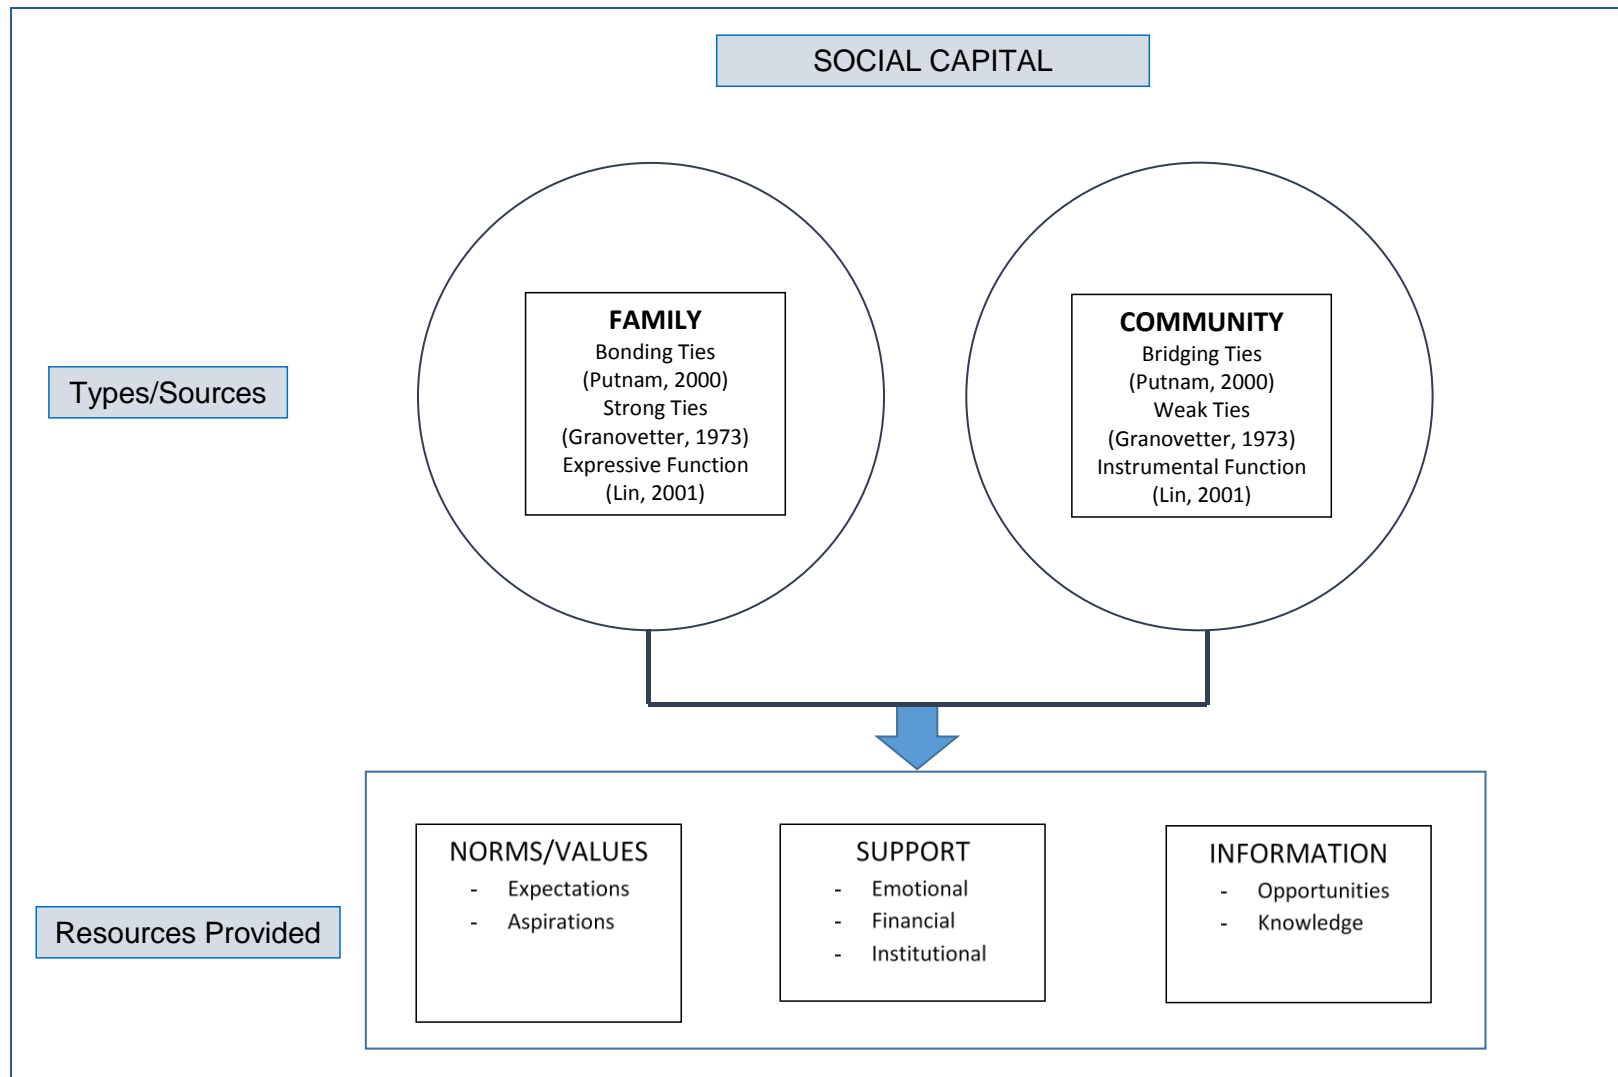 SOCIAL CAPITAL
Types/Sources
FAMILY
Bonding Ties
(Putnam, 2000)
Strong Ties
(Granovetter, 1973)
Expressive Function
(Lin, 2001)
COMMUNITY
Bridging Ties
(Putnam, 2000)
Weak Ties
(Granovetter, 1973)
Instrumental Function
(Lin, 2001)
Resources Provided
NORMS/VALUES
- Expectations
- Aspirations
SUPPORT
- Emotional
- Financial
- Institutional
INFORMATION
- Opportunities
- Knowledge